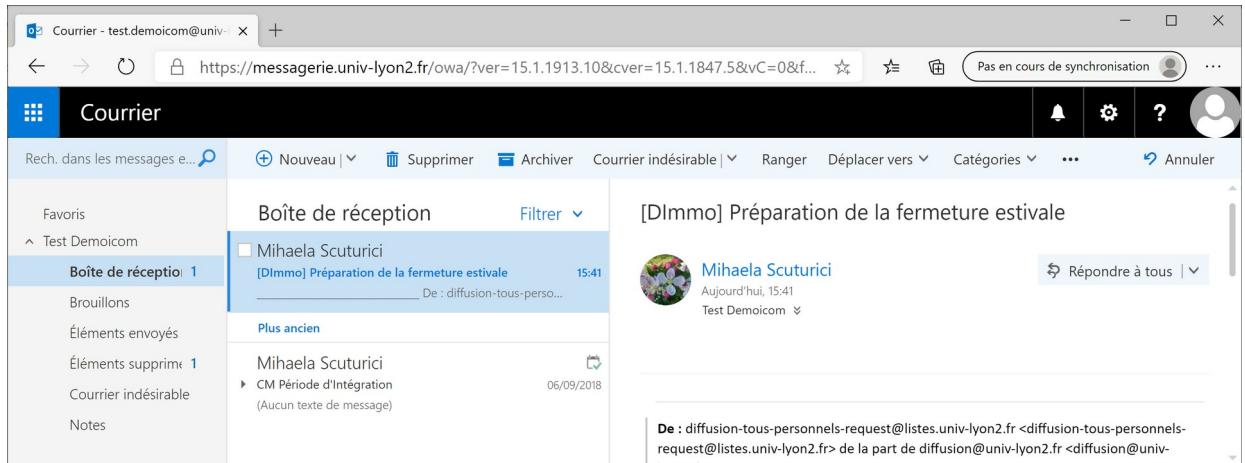 Courrier - test.demoicom@univ-
https://messagerie.univ-lyon2.fr/owa/?ver=15.1.1913.10&cver=15.1.1847.5&vC=0&f...
Pas en cours de synchronisation
Courrier
?
Rech. dans les messages e...
Nouveau
Supprimer
Archiver
Courrier indésirable
Ranger
Déplacer vers
Catégories
Annuler
Favoris
Test Demoicom
Boîte de réception 1
Brouillons
Éléments envoyés
Éléments supprimé 1
Courrier indésirable
Notes
Boîte de réception
Filtrer
Mihaela Scuturici
[DImmo] Préparation de la fermeture estivale 15:41
De : diffusion-tous-perso...
Plus ancien
Mihaela Scuturici
CM Période d'Intégration 06/09/2018
(Aucun texte de message)
[DImmo] Préparation de la fermeture estivale
Mihaela Scuturici
Aujourd'hui, 15:41
Test Demoicom
Répondre à tous
De : diffusion-tous-personnels-request@listes.univ-lyon2.fr <diffusion-tous-personnels-
request@listes.univ-lyon2.fr> de la part de diffusion@univ-lyon2.fr <diffusion@univ-